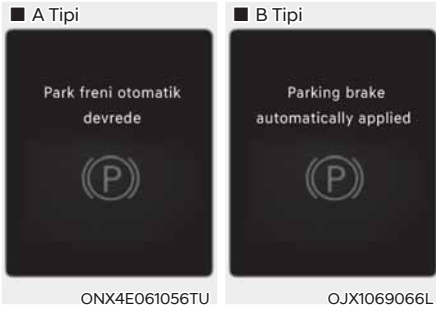 ■ A Tipi
Park freni otomatik
devrede
(P)
ONX4E061056TU
■ B Tipi
Parking brake
automatically applied
(P)
OJX1069066L